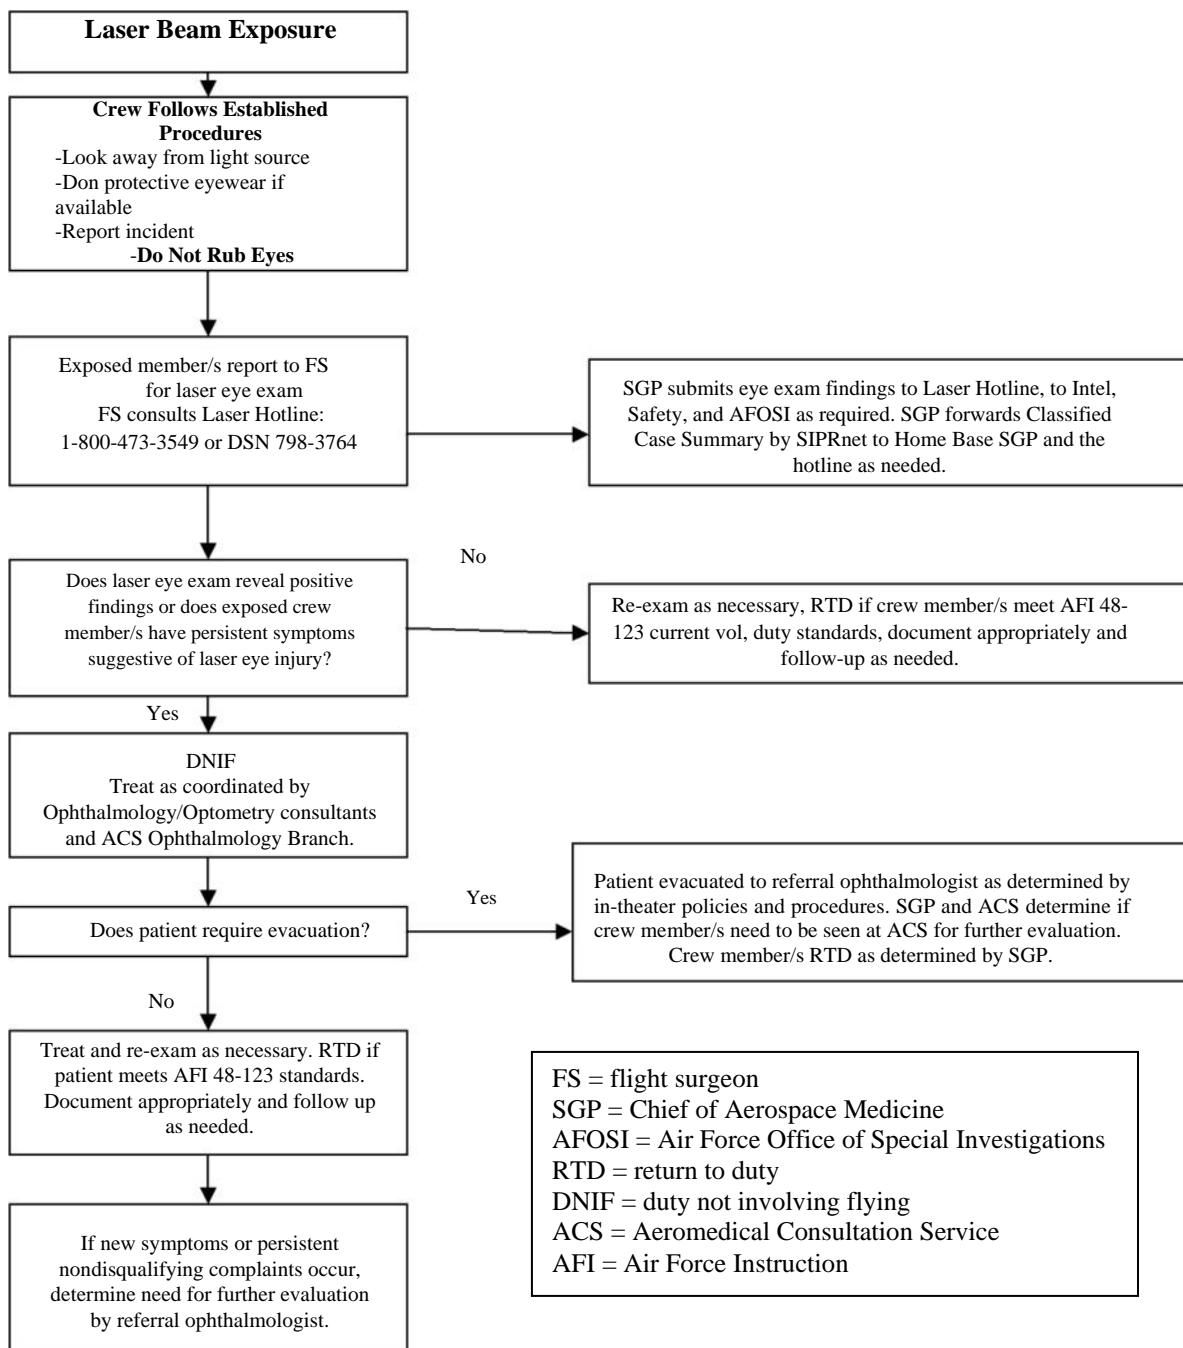 Laser Beam Exposure
Crew Follows Established
Procedures
-Look away from light source
-Don protective eyewear if
available
-Report incident
-Do Not Rub Eyes
Exposed member/s report to FS
for laser eye exam
FS consults Laser Hotline:
1-800-473-3549 or DSN 798-3764
SGP submits eye exam findings to Laser Hotline, to Intel,
Safety, and AFOSI as required. SGP forwards Classified
Case Summary by SIPRnet to Home Base SGP and the
hotline as needed.
Does laser eye exam reveal positive
findings or does exposed crew
member/s have persistent symptoms
suggestive of laser eye injury?
No
Re-exam as necessary, RTD if crew member/s meet AFI 48-
123 current vol, duty standards, document appropriately and
follow-up as needed.
Yes
DNIF
Treat as coordinated by
Ophthalmology/Optometry consultants
and ACS Ophthalmology Branch.
Does patient require evacuation?
Yes
Patient evacuated to referral ophthalmologist as determined by
in-theater policies and procedures. SGP and ACS determine if
crew member/s need to be seen at ACS for further evaluation.
Crew member/s RTD as determined by SGP.
No
Treat and re-exam as necessary. RTD if
patient meets AFI 48-123 standards.
Document appropriately and follow up
as needed.
If new symptoms or persistent
nondisqualifying complaints occur,
determine need for further evaluation
by referral ophthalmologist.
FS = flight surgeon
SGP = Chief of Aerospace Medicine
AFOSI = Air Force Office of Special Investigations
RTD = return to duty
DNIF = duty not involving flying
ACS = Aeromedical Consultation Service
AFI = Air Force Instruction